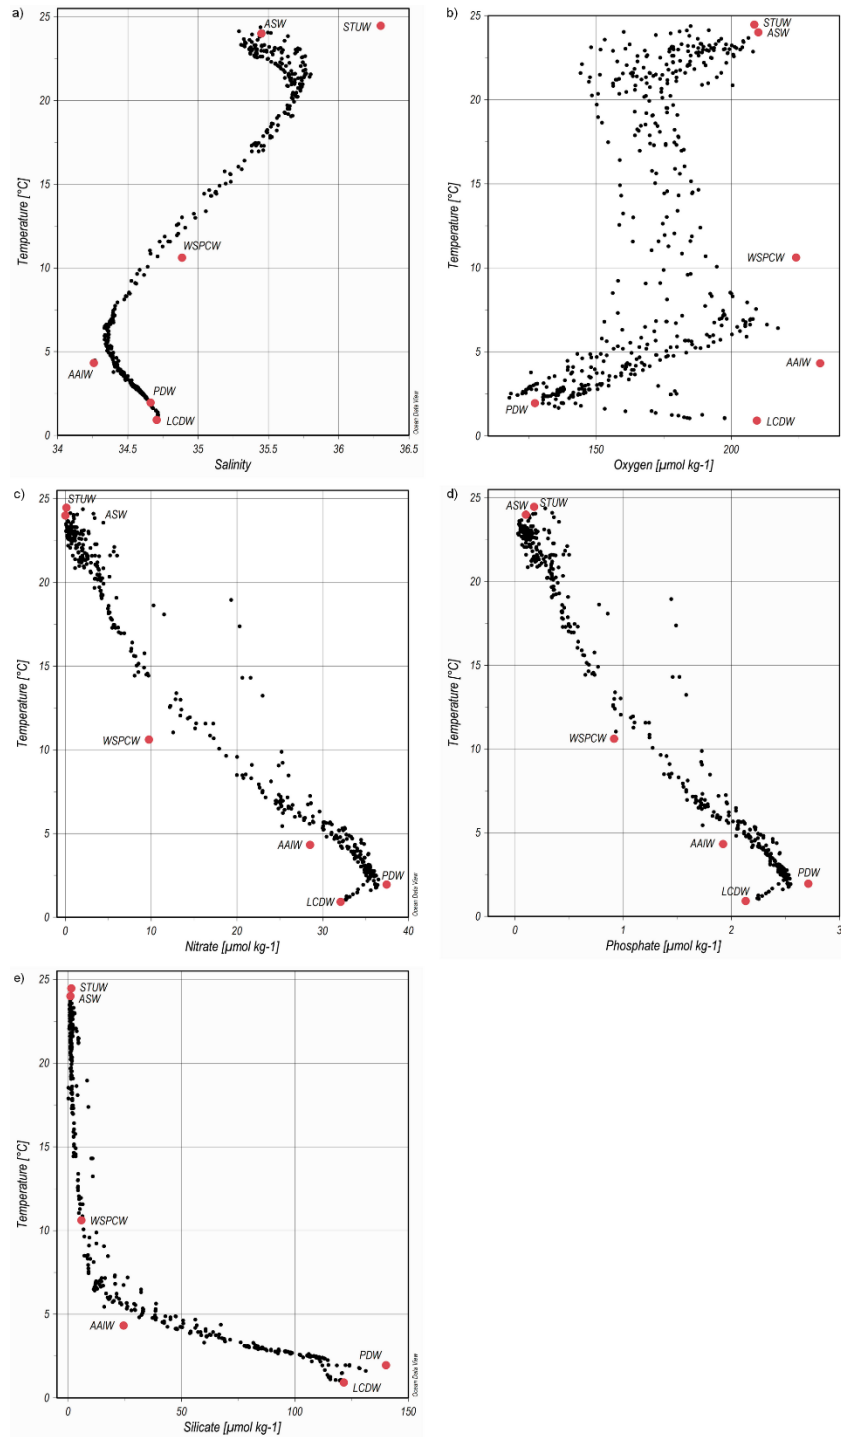 a)
ASW
STUW
25
20
15
10
5
0
Temperature [°C]
WSPCW
AAIW
PDW
LCDW
34
34.5
35
35.5
36
36.5
Salinity
Ocean Data View
b)
STUW
ASW
25
20
15
10
5
0
Temperature [°C]
WSPCW
AAIW
PDW
LCDW
150
200
Oxygen [µmol kg-1]
c)
STUW
ASW
25
20
15
10
5
0
Temperature [°C]
WSPCW
AAIW
PDW
LCDW
0
10
20
30
40
Nitrate [µmol kg-1]
Ocean Data View
d)
ASW
STUW
25
20
15
10
5
0
Temperature [°C]
WSPCW
AAIW
PDW
LCDW
0
1
2
3
Phosphate [µmol kg-1]
e)
STUW
ASW
25
20
15
10
5
0
Temperature [°C]
WSPCW
AAIW
PDW
LCDW
0
50
100
150
Silicate [µmol kg-1]
Ocean Data View